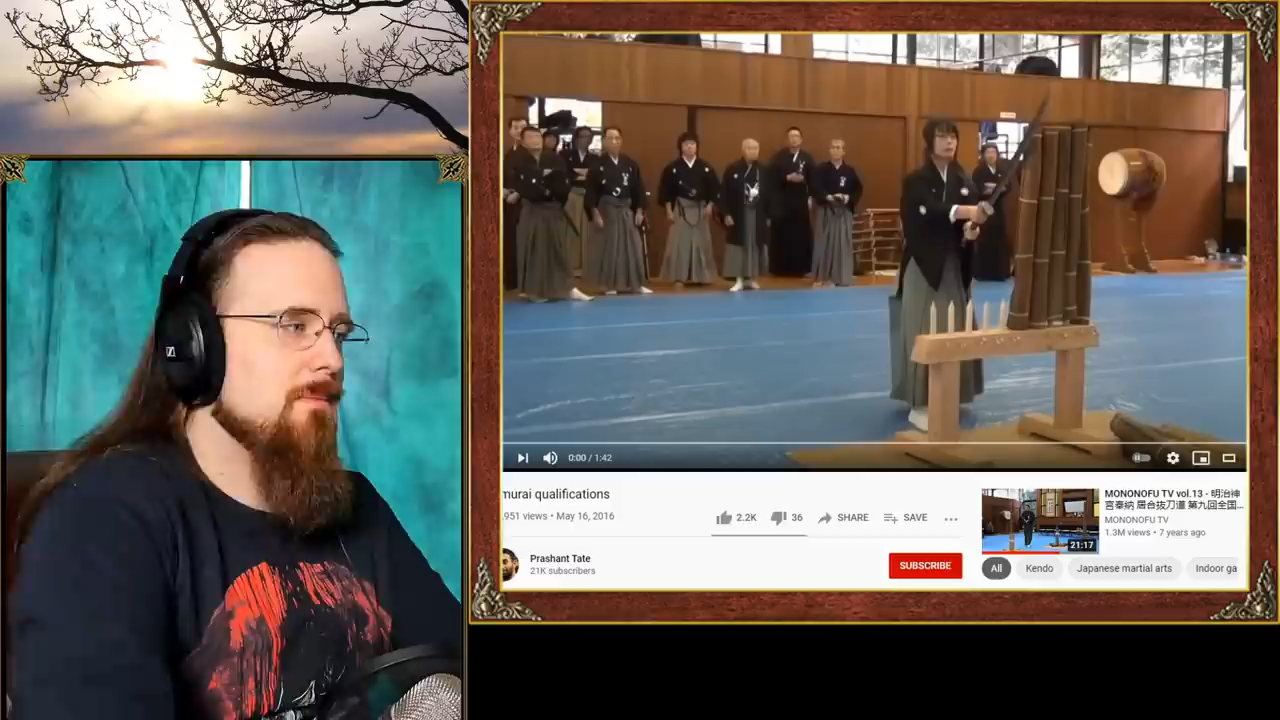 0:00 / 1:42
murai qualifications
951 views • May 16, 2016
2.2K
36
SHARE
SAVE
Prashant Tate
21K subscribers
SUBSCRIBE
21:17
MONONOFU TV vol.13 - 明治神
宮奉納 居合抜刀道 第九回全国...
MONONOFU TV
1.3M views • 7 years ago
All
Kendo
Japanese martial arts
Indoor ga